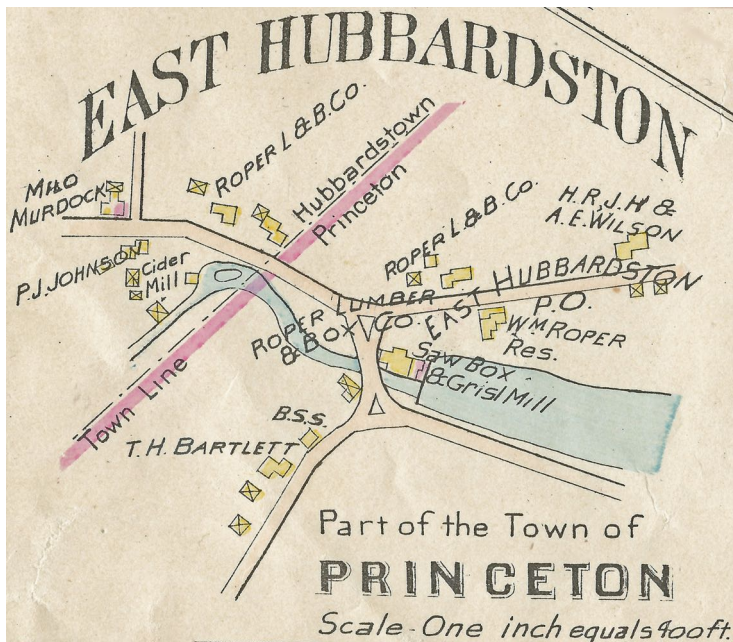 EAST HUBBARDSTON
M & O
MURDOCK
ROPER L & B. Co.
Hubbardstown
Princeton
P.J. JOHNSON
Cider
Mill
ROPER L. & B. Co.
H.R.J.H &
A.E. WILSON
EAST HUBBARDSTON
P.O.
ROPER LUMBER
& BOX CO.
WM ROPER
Res.
Saw Box
& Grist Mill
Town Line
B.S.S.
T.H. BARTLETT
Part of the Town of
PRINCETON
Scale - One inch equals 400 ft.